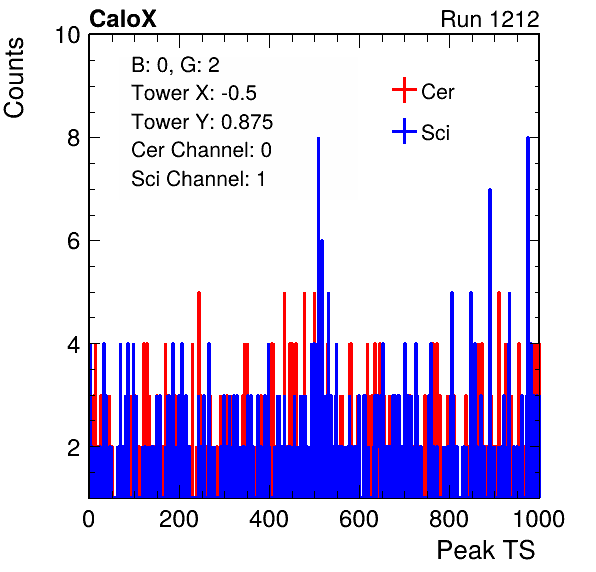 CaloX Run 1212
Counts
10
8
6
4
2
B: 0, G: 2
Tower X: -0.5
Tower Y: 0.875
Cer Channel: 0
Sci Channel: 1
Cer
Sci
0 200 400 600 800 1000
Peak TS